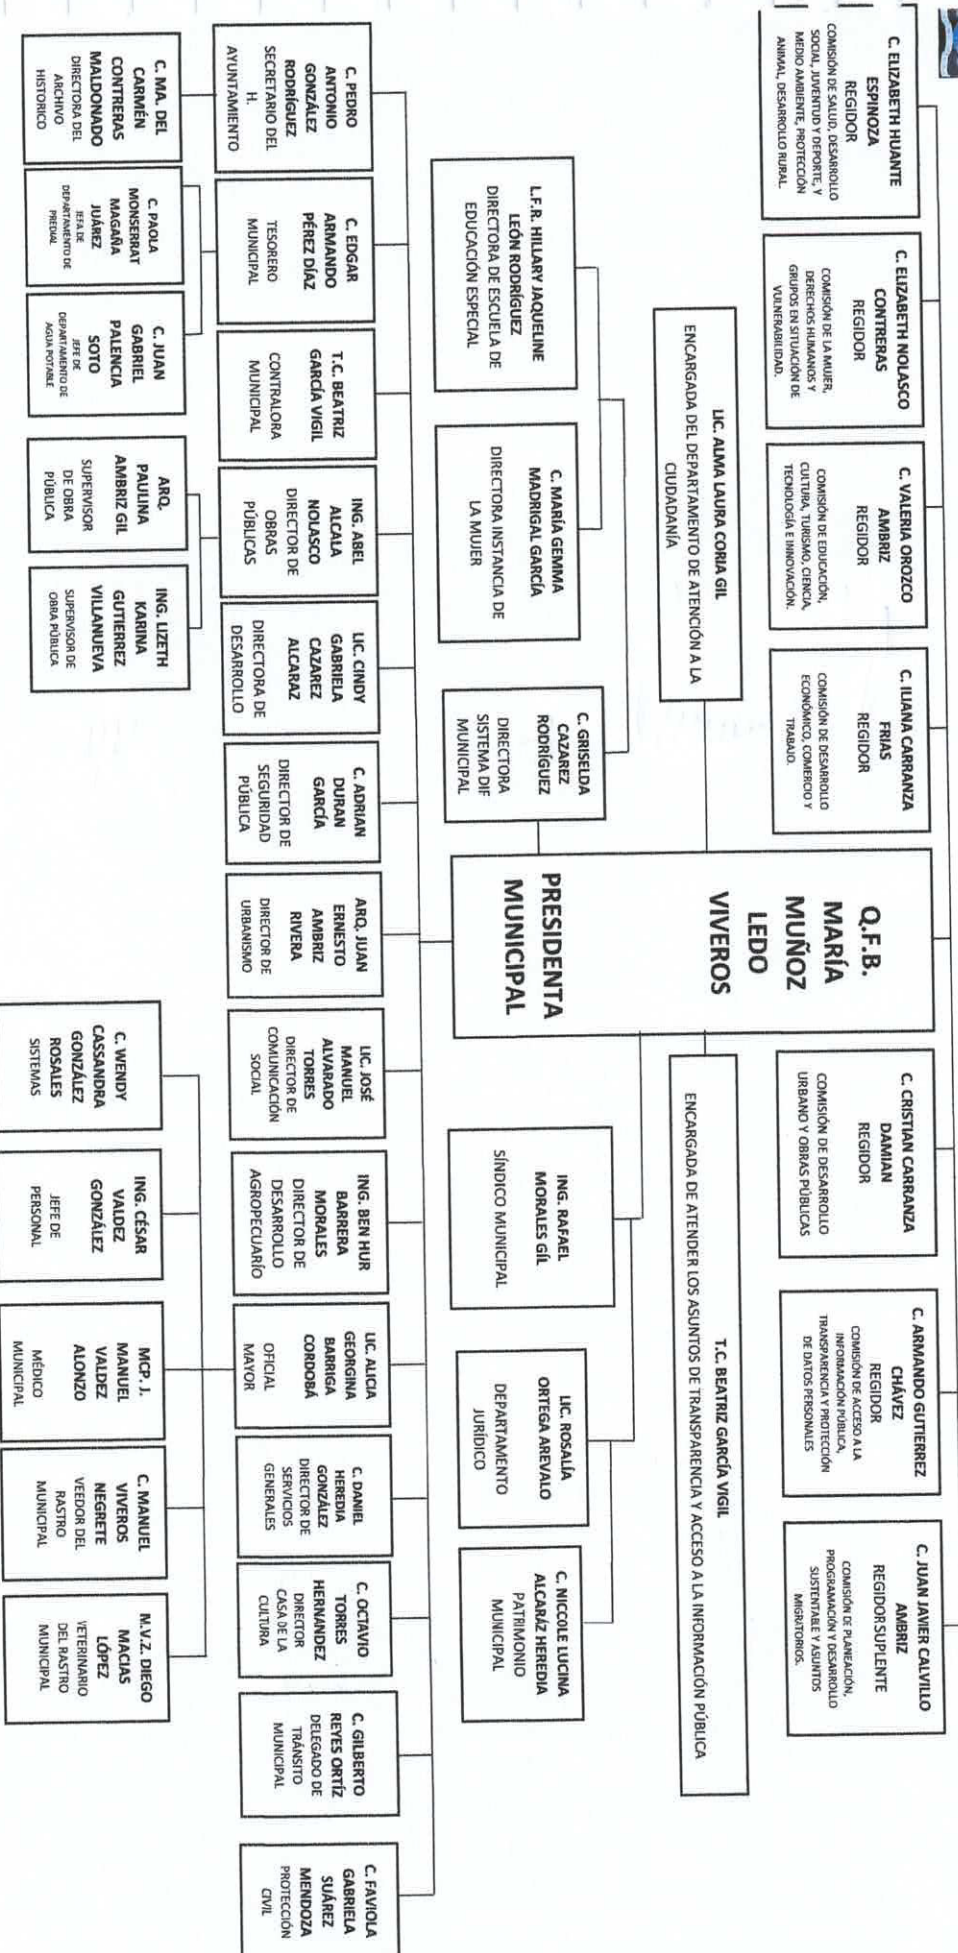 C. ELIZABETH HUANTE
ESPINOZA
REGIDOR
COMISIÓN DE SALUD, DESARROLLO
SOCIAL, JUVENTUD Y DEPORTE, Y
MEDIO AMBIENTE, PROTECCIÓN
ANIMAL, DESARROLLO RURAL.
C. ELIZABETH NOLASCO
CONTRERAS
REGIDOR
COMISIÓN DE LA MUJER,
DERECHOS HUMANOS Y
GRUPOS EN SITUACIÓN DE
VULNERABILIDAD.
C. VALERIA OROZCO
AMBRIZ
REGIDOR
COMISIÓN DE EDUCACIÓN,
CULTURA, TURISMO, CIENCIA,
TECNOLOGÍA E INNOVACIÓN.
C. ILIANA CARRANZA
FRIAS
REGIDOR
COMISIÓN DE DESARROLLO
ECONÓMICO, COMERCIO Y
TRABAJO.
Q.F.B.
MARÍA
MUÑOZ
LEDO
VIVEROS
PRESIDENTA
MUNICIPAL
C. CRISTIAN CARRANZA
DAMIAN
REGIDOR
COMISIÓN DE DESARROLLO
URBANO Y OBRAS PÚBLICAS
C. ARMANDO GUTIERREZ
CHÁVEZ
REGIDOR
COMISIÓN DE ACCESO A LA
INFORMACIÓN PÚBLICA,
TRANSPARENCIA Y PROTECCIÓN
DE DATOS PERSONALES
C. JUAN JAVIER CALVILLO
AMBRIZ
REGIDOR SUPLENTE
COMISIÓN DE PLANEACIÓN,
PROGRAMACIÓN Y DESARROLLO
SUSTENTABLE Y ASUNTOS
MIGRATORIOS.
LIC. ALMA LAURA CORIA GIL
ENCARGADA DEL DEPARTAMENTO DE ATENCIÓN A LA
CIUDADANÍA
T.C. BEATRIZ GARCÍA VIGIL
ENCARGADA DE ATENDER LOS ASUNTOS DE TRANSPARENCIA Y ACCESO A LA INFORMACIÓN PÚBLICA
L.F.R. HILLARY JAQUELINE
LEÓN RODRÍGUEZ
DIRECTORA DE ESCUELA DE
EDUCACIÓN ESPECIAL
C. MARÍA GEMMA
MADRIGAL GARCÍA
DIRECTORA INSTANCIA DE
LA MUJER
C. GRISELDA
CAZAREZ
RODRÍGUEZ
DIRECTORA
SISTEMA DIF
MUNICIPAL
ING. RAFAEL
MORALES GÍL
SÍNDICO MUNICIPAL
LIC. ROSALÍA
ORTEGA AREVALO
DEPARTAMENTO
JURÍDICO
C. NICCOLE LUCINA
ALCARÁZ HEREDIA
PATRIMONIO
MUNICIPAL
C. PEDRO
ANTONIO
GONZÁLEZ
RODRÍGUEZ
SECRETARIO DEL
H.
AYUNTAMIENTO
C. EDGAR
ARMANDO
PÉREZ DÍAZ
TESORERO
MUNICIPAL
T.C. BEATRIZ
GARCÍA VIGIL
CONTRALORA
MUNICIPAL
ING. ABEL
ALCALA
NOLASCO
DIRECTOR DE
OBRAS
PÚBLICAS
LIC. CINDY
GABRIELA
CAZAREZ
ALCARAZ
DIRECTORA DE
DESARROLLO
C. ADRIAN
DURAN
GARCÍA
DIRECTOR DE
SEGURIDAD
PÚBLICA
ARQ. JUAN
ERNESTO
AMBRIZ
RIVERA
DIRECTOR DE
URBANISMO
LIC. JOSÉ
MANUEL
ALVARADO
TORRES
DIRECTOR DE
COMUNICACIÓN
SOCIAL
ING. BEN HUR
BARRERA
MORALES
DIRECTOR DE
DESARROLLO
AGROPECUARÍO
LIC. ALICIA
GEORGINA
BARRIGA
CORDOBÁ
OFICIAL
MAYOR
C. DANIEL
HEREDIA
GONZÁLEZ
DIRECTOR DE
SERVICIOS
GENERALES
C. OCTAVIO
TORRES
HERNANDEZ
DIRECTOR
CASA DE LA
CULTURA
C. GILBERTO
REYES ORTÍZ
DELEGADO DE
TRÁNSITO
MUNICIPAL
C. FAVIOLA
GABRIELA
SUÁREZ
MENDOZA
PROTECCIÓN
CIVIL
C. MA. DEL
CARMÉN
CONTRERAS
MALDONADO
DIRECTORA DEL
ARCHIVO
HISTORICO
C. PAOLA
MONSERRAT
MAGAÑA
JUÁREZ
JEFA DE
DEPARTAMENTO DE
PREDIAL
C. JUAN
GABRIEL
PALENCIA
SOTO
JEFE DE
DEPARTAMENTO DE
AGUA POTABLE
ARQ.
PAULINA
AMBRIZ GIL
SUPERVISOR
DE OBRA
PÚBLICA
ING. LIZETH
KARINA
GUTIERREZ
VILLANUEVA
SUPERVISOR DE
OBRA PÚBLICA
C. WENDY
CASSANDRA
GONZÁLEZ
ROSALES
SISTEMAS
ING. CÉSAR
VALDEZ
GONZÁLEZ
JEFE DE
PERSONAL
MCP. J.
MANUEL
VALDEZ
ALONZO
MÉDICO
MUNICIPAL
C. MANUEL
VIVEROS
NEGRETE
VEEDOR DEL
RASTRO
MUNICIPAL
M.V.Z. DIEGO
MACIAS
LÓPEZ
VETERINARIO
DEL RASTRO
MUNICIPAL